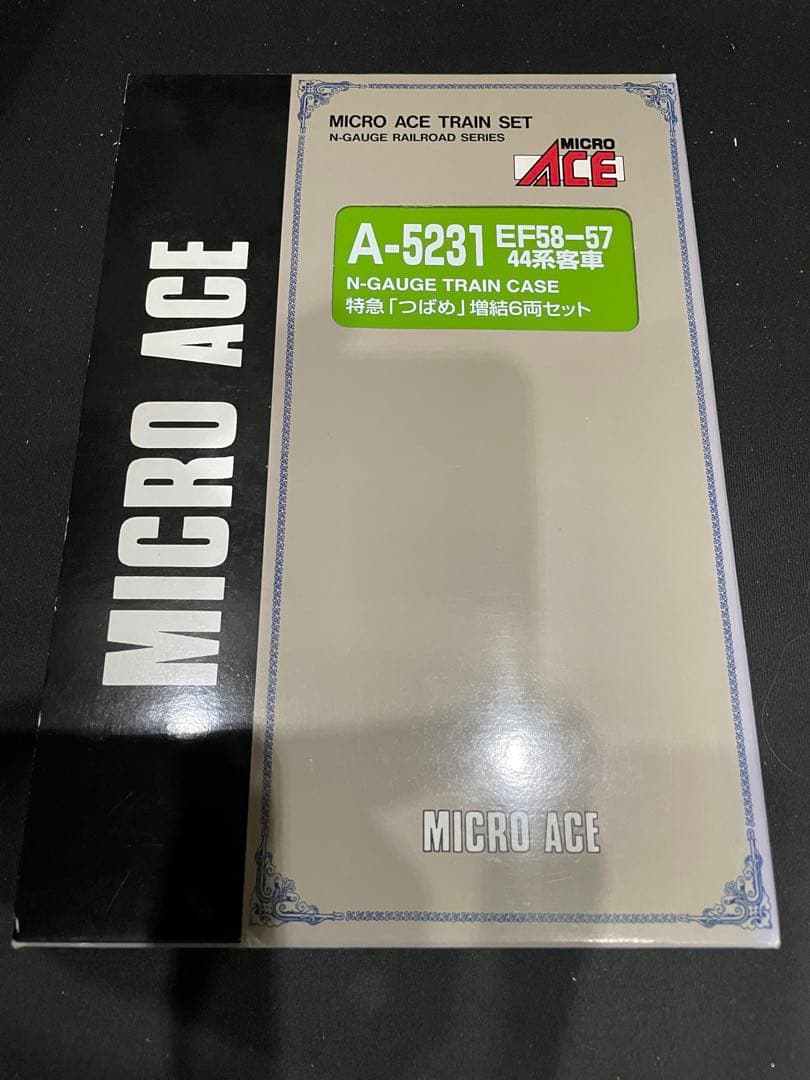 MICRO ACE TRAIN SET
N-GAUGE RAILROAD SERIES
MICRO
ACE
A-5231 EF58-57
44系客車
N-GAUGE TRAIN CASE
特急「つばめ」増結6両セット
MICRO ACE
MICRO ACE